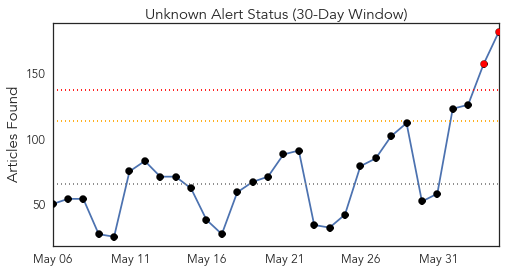 Unknown Alert Status (30-Day Window)
Articles Found
150
100
50
May 06
May 11
May 16
May 21
May 26
May 31